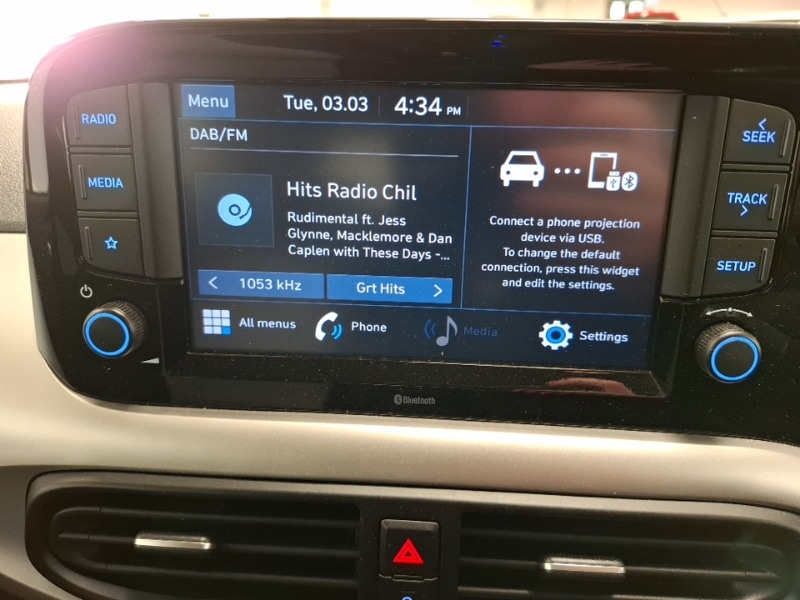 RADIO
MEDIA
Menu
Tue, 03.03
4:34 PM
DAB/FM
Hits Radio Chil
Rudimental ft. Jess
Glynne, Macklemore & Dan
Caplen with These Days -...
< 1053 kHz
Grt Hits >
Connect a phone projection
device via USB.
To change the default
connection, press this widget
and edit the settings.
All menus
Phone
Media
Settings
<
SEEK
TRACK
>
SETUP
Bluetooth